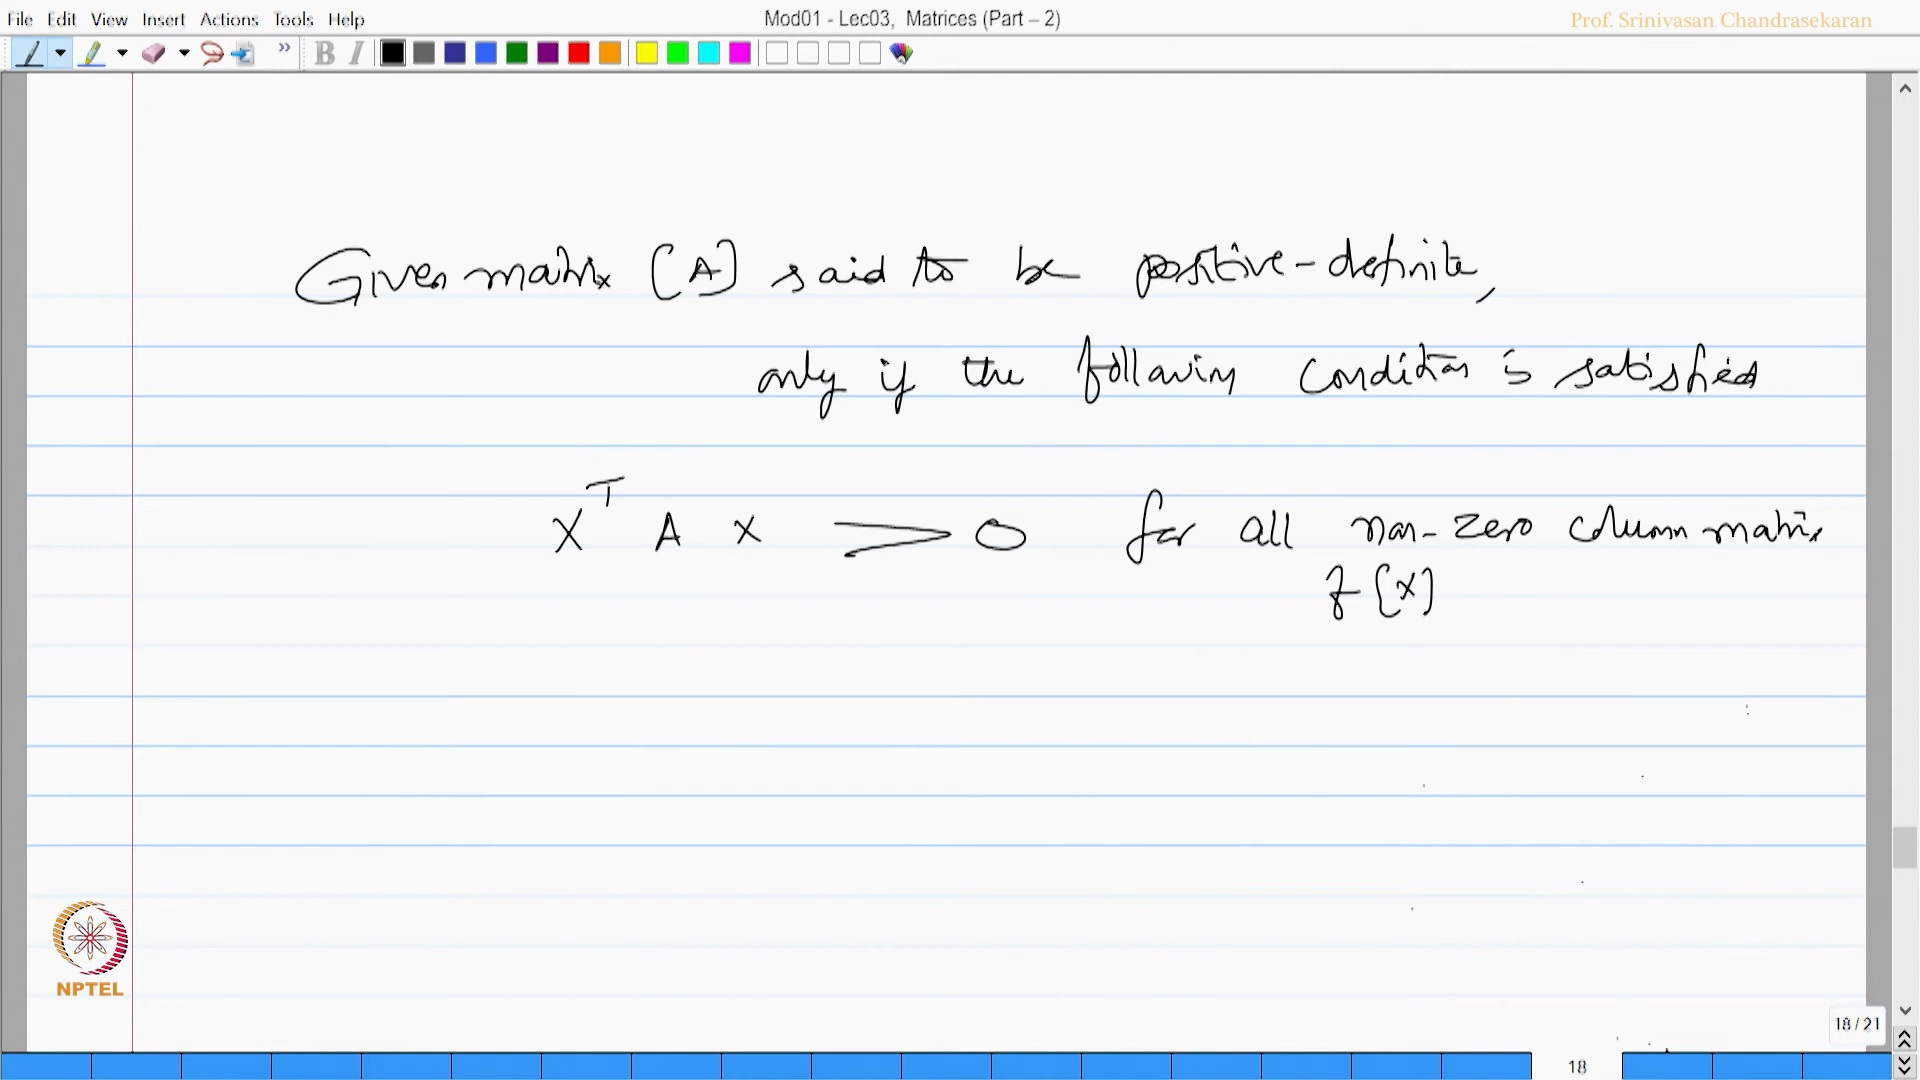 File Edit View Insert Actions Tools Help
Mod01 - Lec03, Matrices (Part – 2)
Prof. Srinivasan Chandrasekaran
B I
Given matrix [A] said to be positive-definite,
only if the following condition is satisfied
X^T A X > 0 for all non-zero column matrix
of [X]
NPTEL
18 / 21
18